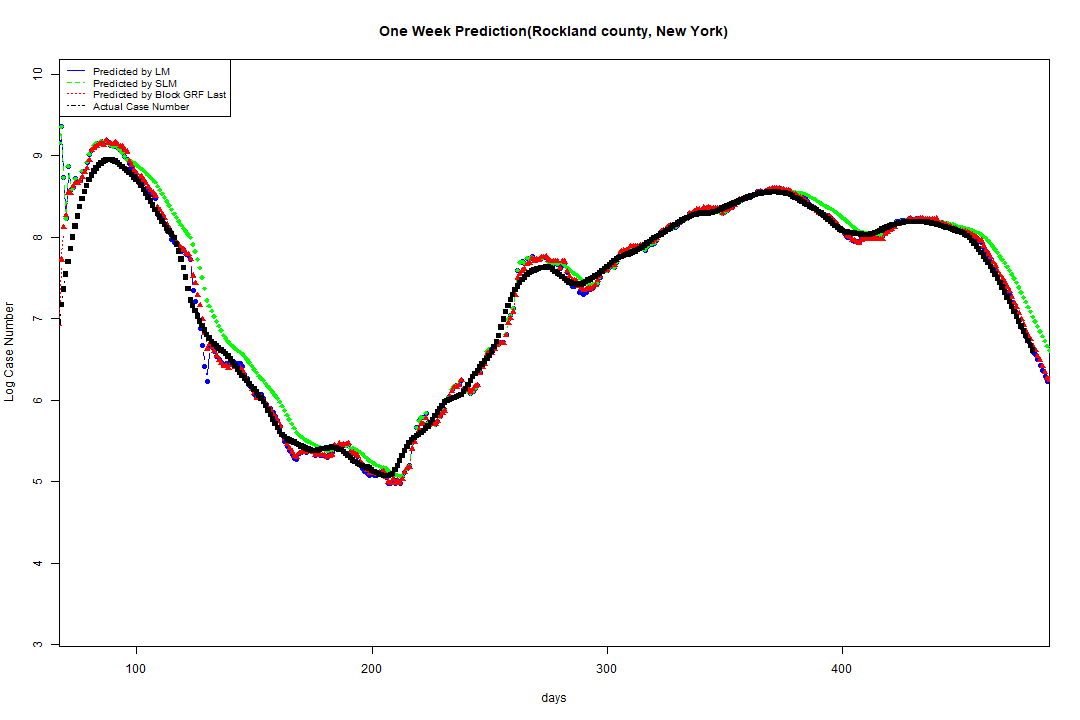 One Week Prediction(Rockland county, New York)
Predicted by LM
Predicted by SLM
Predicted by Block GRF Last
Actual Case Number
10
9
8
7
6
5
4
3
Log Case Number
100 200 300 400
days